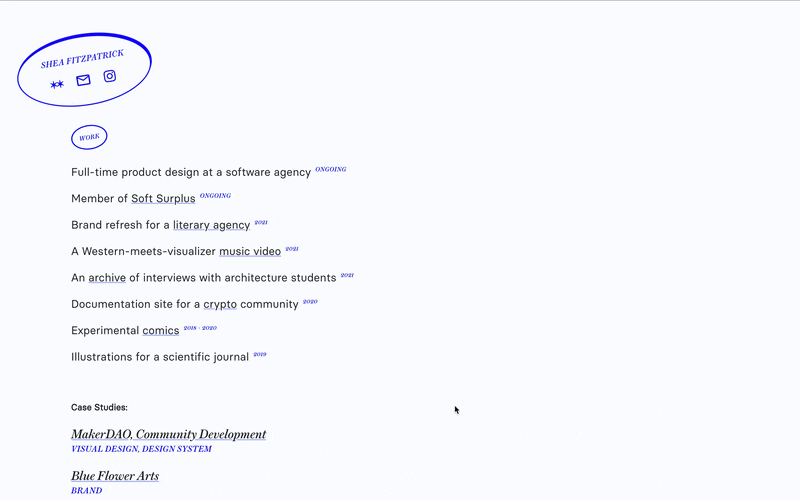 SHEA FITZPATRICK
WORK
Full-time product design at a software agency ONGOING
Member of Soft Surplus ONGOING
Brand refresh for a literary agency 2021
A Western-meets-visualizer music video 2021
An archive of interviews with architecture students 2021
Documentation site for a crypto community 2020
Experimental comics 2018 - 2020
Illustrations for a scientific journal 2019
Case Studies:
MakerDAO, Community Development
VISUAL DESIGN, DESIGN SYSTEM
Blue Flower Arts
BRAND